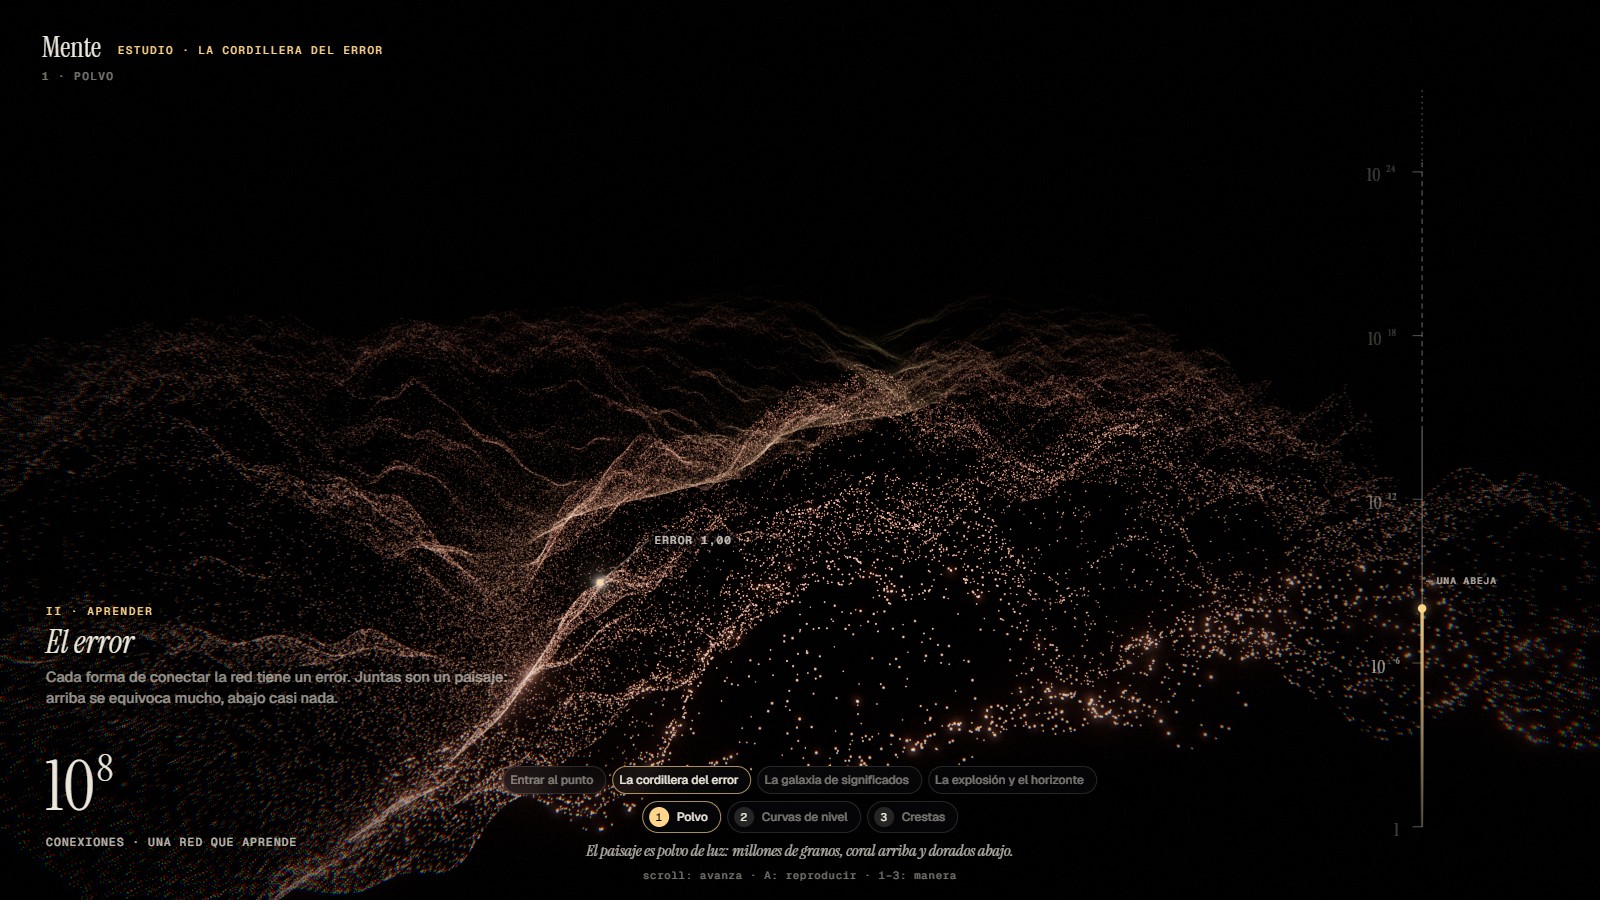 Mente ESTUDIO · LA CORDILLERA DEL ERROR
1 · POLVO
10 24
10 18
10 12
ERROR 1,00
UNA ABEJA
II · APRENDER
El error
10 6
Cada forma de conectar la red tiene un error. Juntas son un paisaje:
arriba se equivoca mucho, abajo casi nada.
10 8
Entrar al punto La cordillera del error La galaxia de significados La explosión y el horizonte
1 Polvo 2 Curvas de nivel 3 Crestas
1
CONEXIONES · UNA RED QUE APRENDE
El paisaje es polvo de luz: millones de granos, coral arriba y dorados abajo.
scroll: avanza · A: reproducir · 1–3: manera